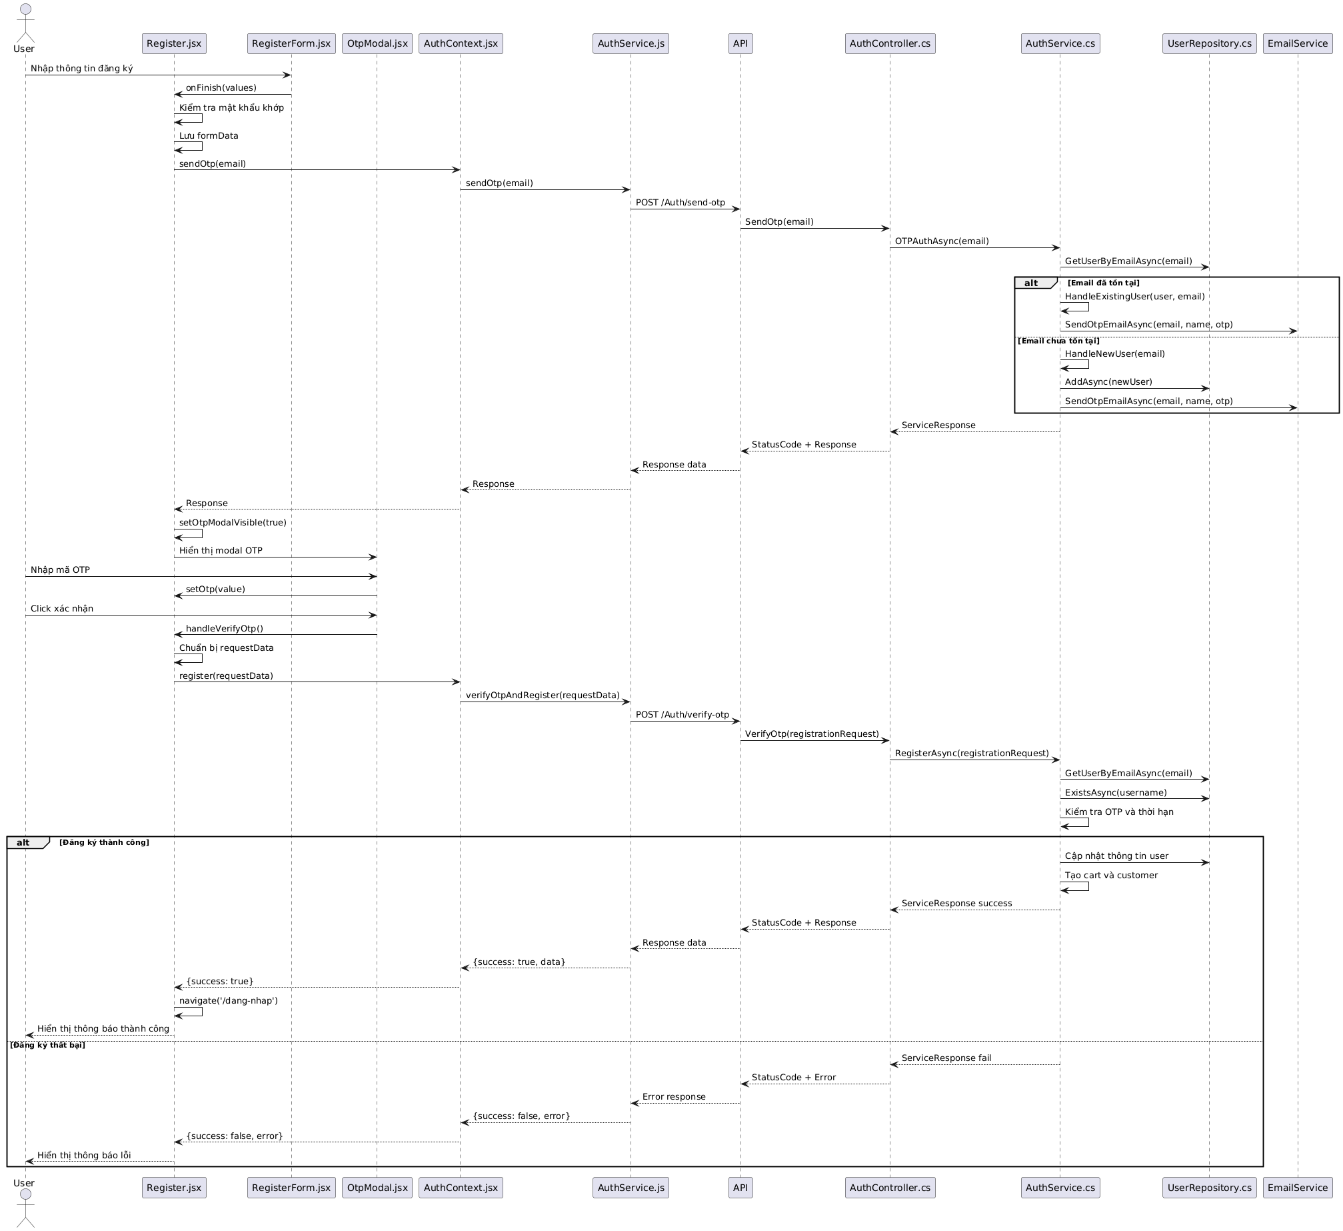 User
Register.jsx
RegisterForm.jsx
OtpModal.jsx
AuthContext.jsx
AuthService.js
API
AuthController.cs
AuthService.cs
UserRepository.cs
EmailService
Nhập thông tin đăng ký
onFinish(values)
Kiểm tra mật khẩu khớp
Lưu formData
sendOtp(email)
sendOtp(email)
POST /Auth/send-otp
SendOtp(email)
OTPAuthAsync(email)
GetUserByEmailAsync(email)
alt
[Email đã tồn tại]
HandleExistingUser(user, email)
SendOtpEmailAsync(email, name, otp)
[Email chưa tồn tại]
HandleNewUser(email)
AddAsync(newUser)
SendOtpEmailAsync(email, name, otp)
ServiceResponse
StatusCode + Response
Response data
Response
Response
setOtpModalVisible(true)
Hiển thị modal OTP
Nhập mã OTP
setOtp(value)
Click xác nhận
handleVerifyOtp()
Chuẩn bị requestData
register(requestData)
verifyOtpAndRegister(requestData)
POST /Auth/verify-otp
VerifyOtp(registrationRequest)
RegisterAsync(registrationRequest)
GetUserByEmailAsync(email)
ExistsAsync(username)
Kiểm tra OTP và thời hạn
alt
[Đăng ký thành công]
Cập nhật thông tin user
Tạo cart và customer
ServiceResponse success
StatusCode + Response
Response data
{success: true, data}
{success: true}
navigate('/dang-nhap')
Hiển thị thông báo thành công
[Đăng ký thất bại]
ServiceResponse fail
StatusCode + Error
Error response
{success: false, error}
{success: false, error}
Hiển thị thông báo lỗi
User
Register.jsx
RegisterForm.jsx
OtpModal.jsx
AuthContext.jsx
AuthService.js
API
AuthController.cs
AuthService.cs
UserRepository.cs
EmailService